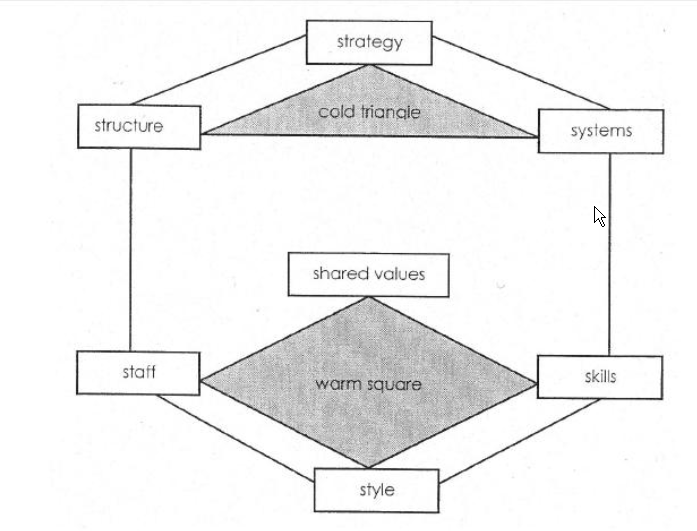 strategy
cold triangle
structure
systems
shared values
staff
warm square
skills
style